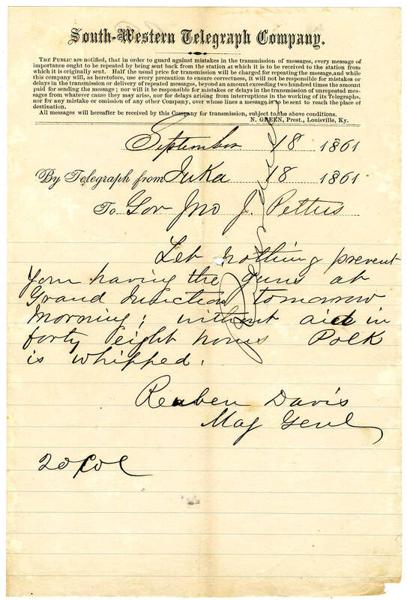 South-Western Telegraph Company.
The Public are notified, that in order to guard against mistakes in the transmission of messages, every message of
importance ought to be repeated by being sent back from the station at which it is to be received to the station from
which it is originally sent. Half the usual price for transmission will be charged for repeating the message, and while
this company will, as heretofore, use every precaution to ensure correctness, it will not be responsible for mistakes or
delays in the transmission or delivery of repeated messages, beyond an amount exceeding two hundred times the amount
paid for sending the message; nor will it be responsible for mistakes or delays in the transmission of unrepeated mes-
sages from whatever cause they may arise, nor for delays arising from interruptions in the working of its Telegraphs,
nor for any mistake or omission of any other Company, over whose lines a message is to be sent to reach the place of
destination.
All messages will hereafter be received by this Company for transmission, subject to the above conditions.
N. GREEN, Prest., Louisville, Ky.
September 18 1861
By Telegraph from Iuka 18 1861
To Gov Jno J. Pettus
Let nothing prevent
your having the guns at
Grand Junction tomorrow
morning; without aid in
forty eight hours Polk
is whipped.
Reuben Davis
Maj Genl
20